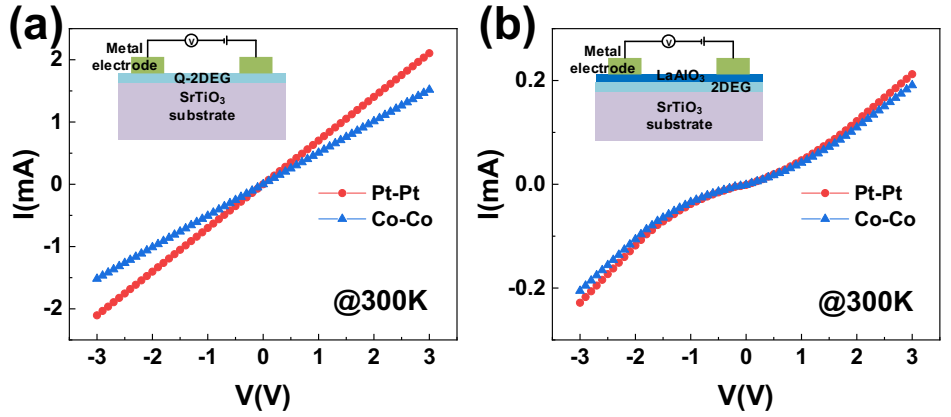 (a)
I(mA)
2
1
0
-1
-2
-3 -2 -1 0 1 2 3
V(V)
V
Metal
electrode
Q-2DEG
SrTiO3
substrate
Pt-Pt
Co-Co
@300K
(b)
I(mA)
0.2
0.0
-0.2
-3 -2 -1 0 1 2 3
V(V)
V
Metal
electrode
LaAlO3
2DEG
SrTiO3
substrate
Pt-Pt
Co-Co
@300K